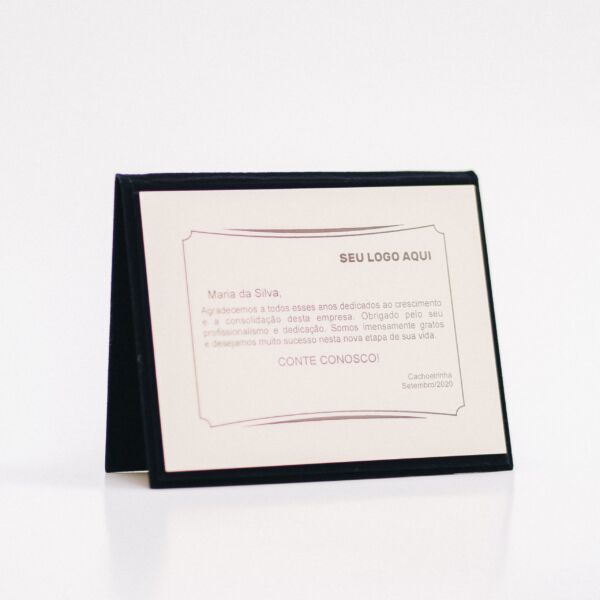 SEU LOGO AQUI
Maria da Silva,
Agradecemos a todos esses anos dedicados ao crescimento
e a consolidação desta empresa. Obrigado pelo seu
profissionalismo e dedicação. Somos imensamente gratos
e desejamos muito sucesso nesta nova etapa de sua vida.
CONTE CONOSCO!
Cachoeirinha
Setembro/2020